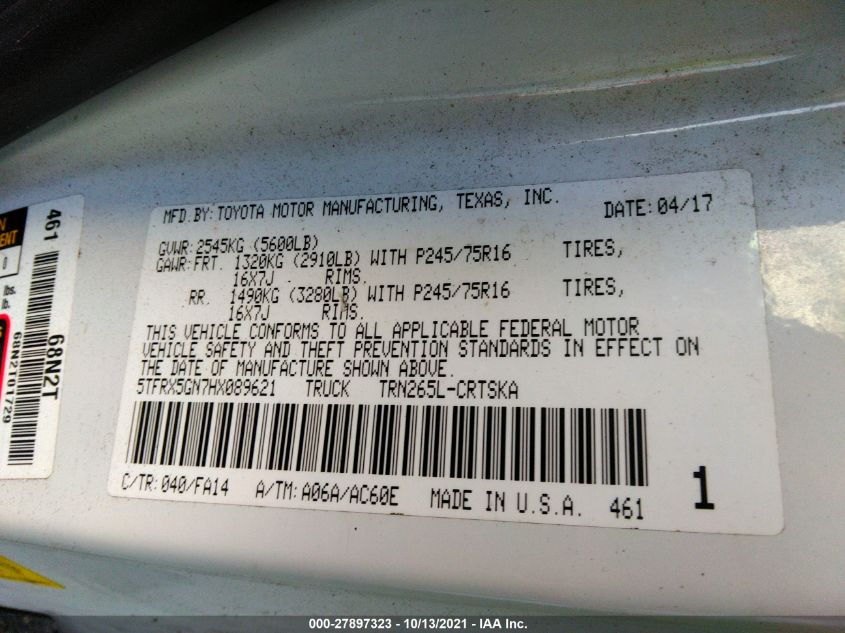 MFD.BY:TOYOTA MOTOR MANUFACTURING, TEXAS, INC. DATE:04/17
GVWR:2545KG (5600LB)
GAWR:FRT. 1320KG (2910LB) WITH P245/75R16 TIRES,
16X7J RIMS.
RR. 1490KG (3280LB) WITH P245/75R16 TIRES,
16X7J RIMS.
THIS VEHICLE CONFORMS TO ALL APPLICABLE FEDERAL MOTOR
VEHICLE SAFETY AND THEFT PREVENTION STANDARDS IN EFFECT ON
THE DATE OF MANUFACTURE SHOWN ABOVE.
5TFRX5GN7HX089621 TRUCK TRN265L-CRTSKA
C/TR:040/FA14 A/TM:A06A/AC60E MADE IN U.S.A. 461 1
461
68N2T
68N2T01729
0
lbs.
lb.
000-27897323 - 10/13/2021 - IAA Inc.